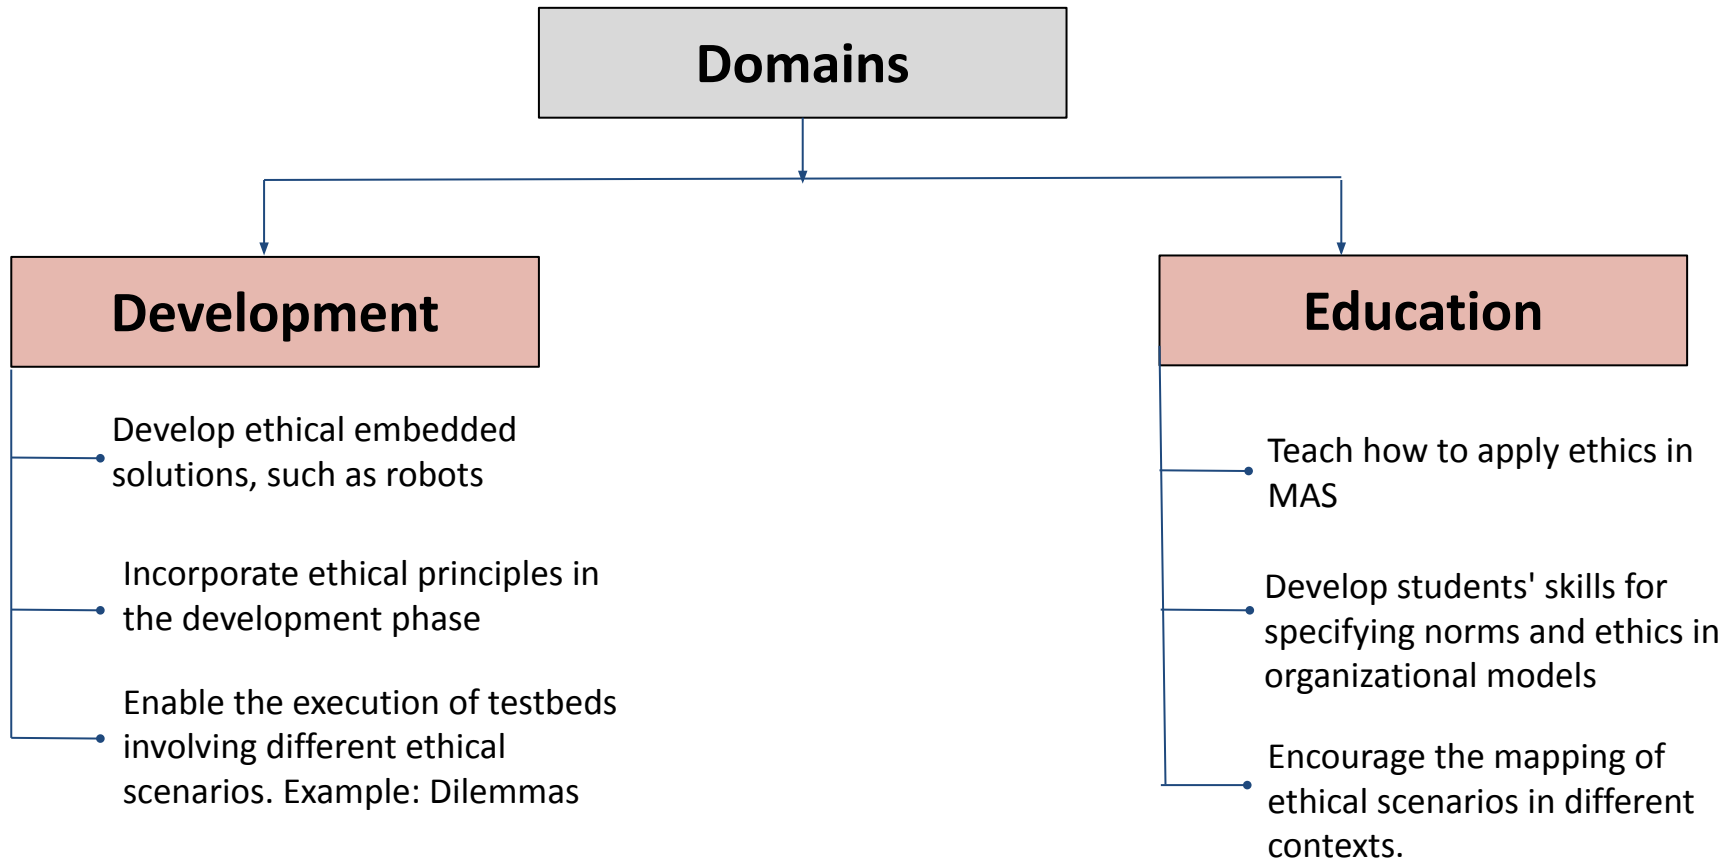 Domains
Development
Develop ethical embedded
solutions, such as robots
Incorporate ethical principles in
the development phase
Enable the execution of testbeds
involving different ethical
scenarios. Example: Dilemmas
Education
Teach how to apply ethics in
MAS
Develop students' skills for
specifying norms and ethics in
organizational models
Encourage the mapping of
ethical scenarios in different
contexts.